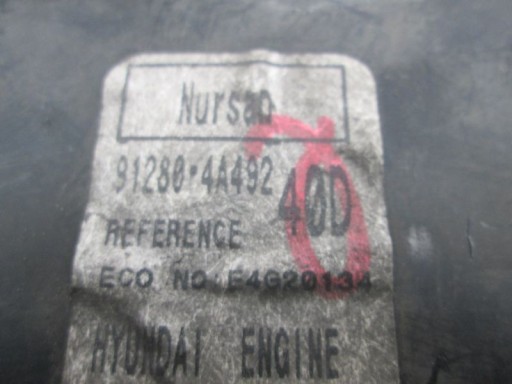 Nursan
91280-4A492
40D
REFERENCE
ECO NO:E4G20134
HYUNDAI ENGINE